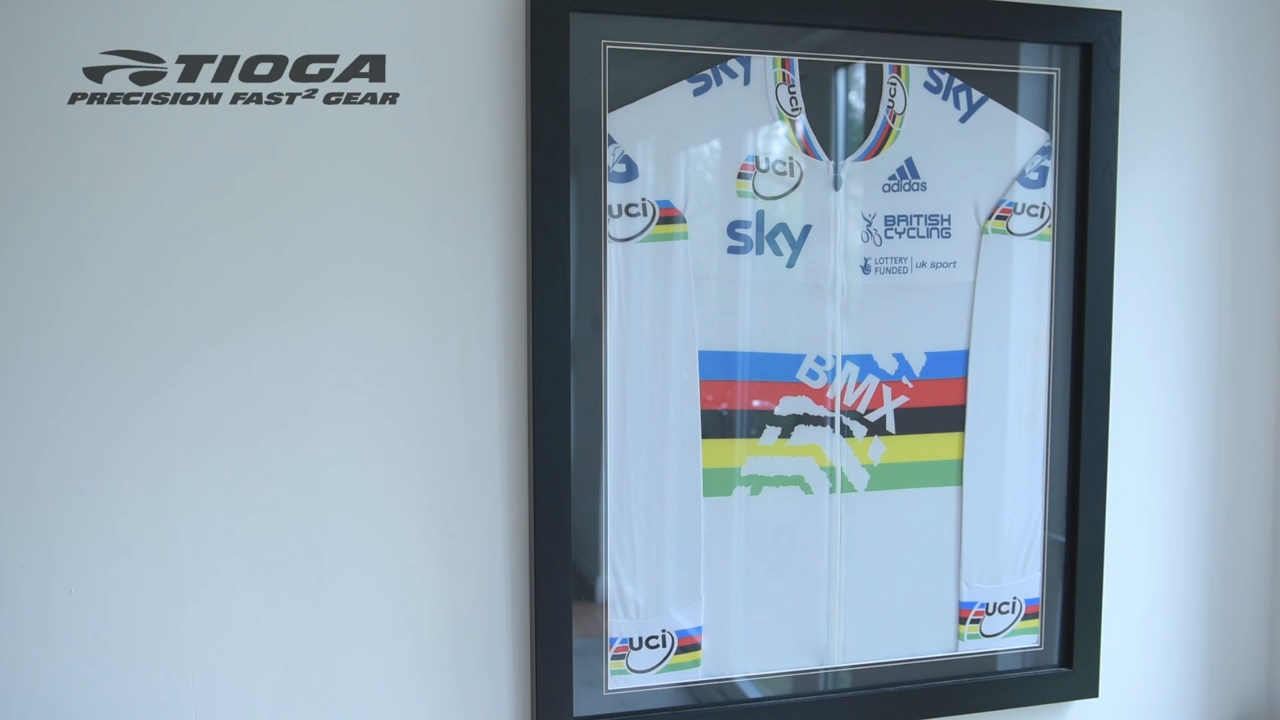 TIOGA
PRECISION FAST² GEAR
sky
sky
uci
uci
uci
adidas
G
G
uci
uci
sky
BRITISH
CYCLING
LOTTERY
FUNDED
uk sport
BMX
uci
uci